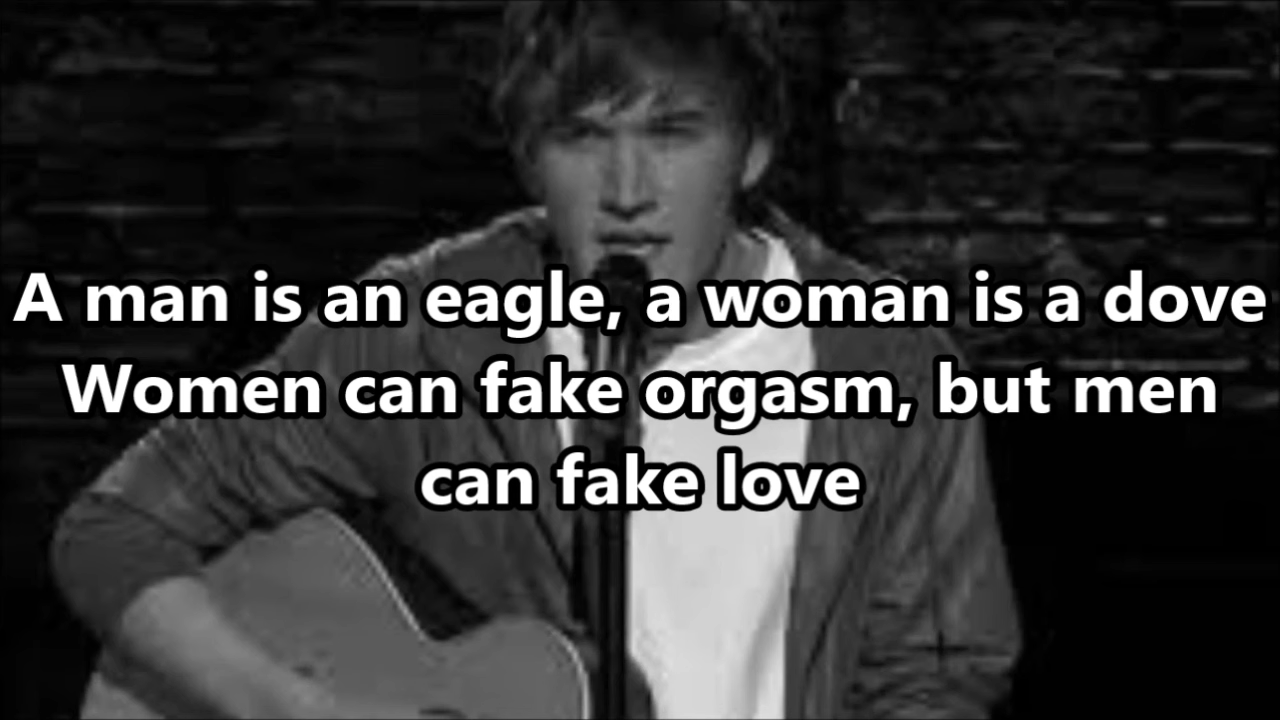 A man is an eagle, a woman is a dove
Women can fake orgasm, but men
can fake love